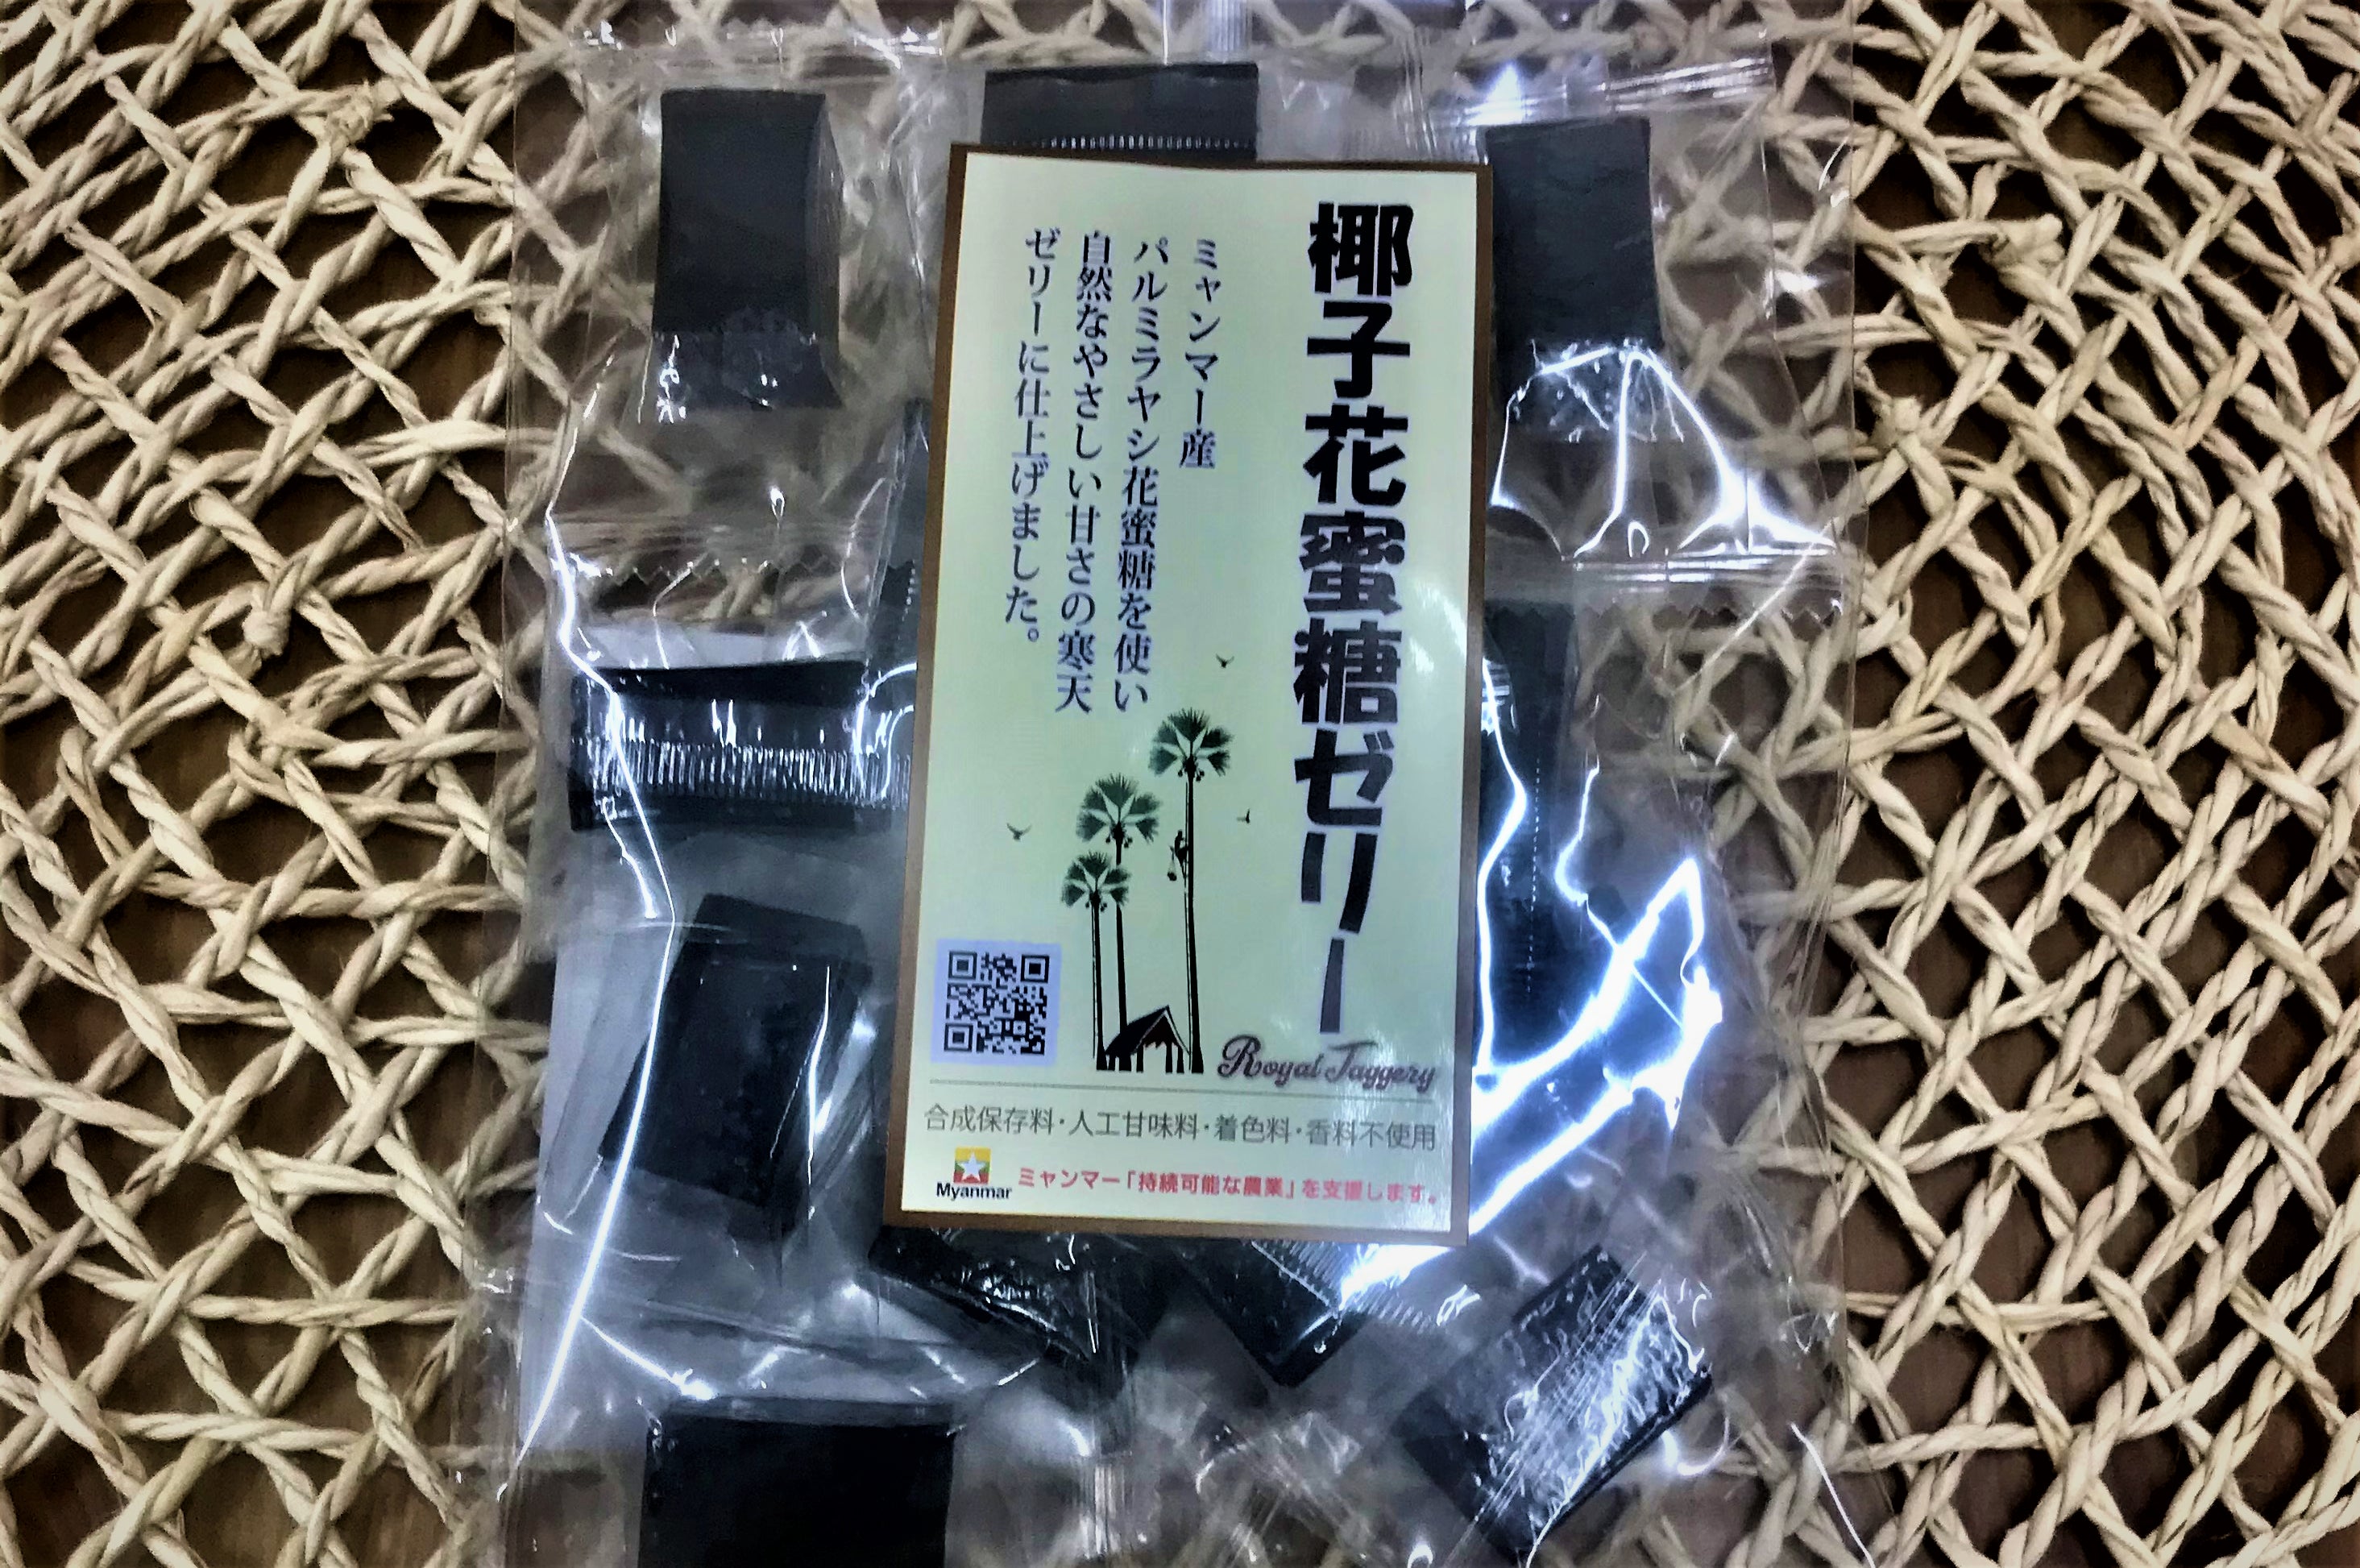 椰子花蜜糖ゼリー
ミャンマー産
パルミラヤシ花蜜糖を使い
自然なやさしい甘さの寒天
ゼリーに仕上げました。
Royal Jaggery
合成保存料・人工甘味料・着色料・香料不使用
Myanmar
ミャンマー「持続可能な農業」を支援します。